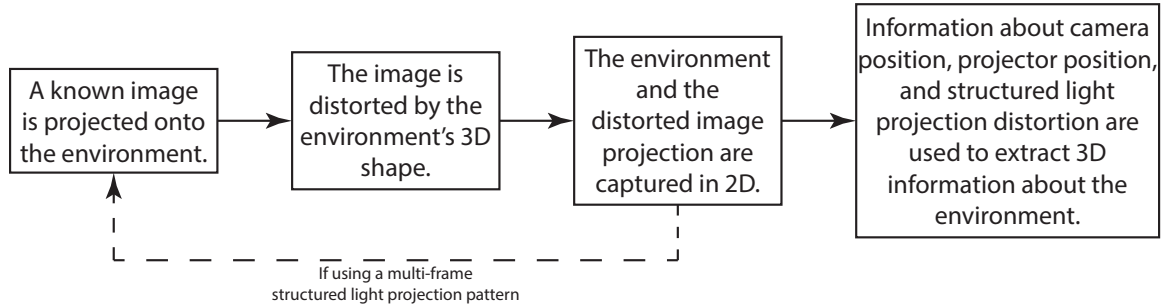 A known image
is projected onto
the environment.
The image is
distorted by the
environment's 3D
shape.
The environment
and the
distorted image
projection are
captured in 2D.
Information about camera
position, projector position,
and structured light
projection distortion are
used to extract 3D
information about the
environment.
If using a multi-frame
structured light projection pattern